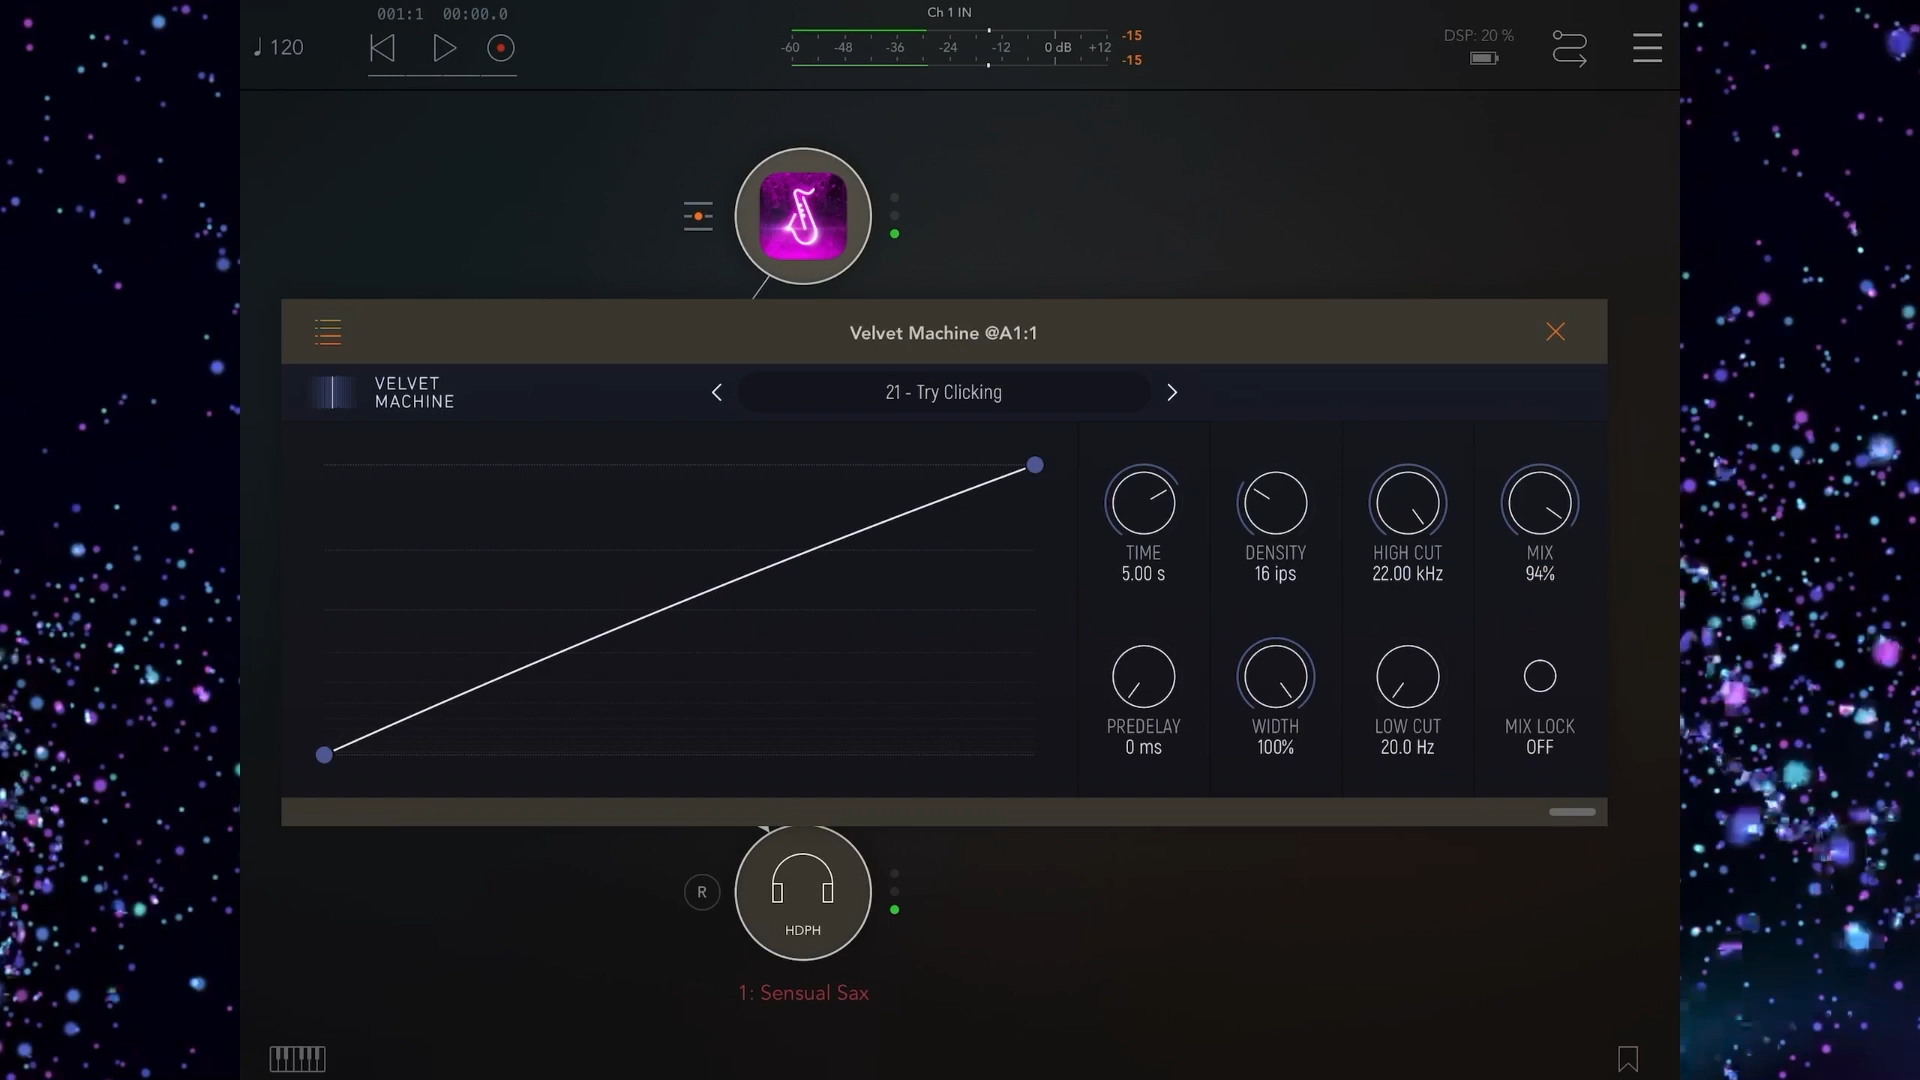 001:1 00:00.0
120
Ch 1 IN
-60 -48 -36 -24 -12 0 dB +12
-15
-15
DSP: 20 %
Velvet Machine @A1:1
VELVET
MACHINE
21 - Try Clicking
TIME
5.00 s
DENSITY
16 ips
HIGH CUT
22.00 kHz
MIX
94%
PREDELAY
0 ms
WIDTH
100%
LOW CUT
20.0 Hz
MIX LOCK
OFF
R
HDPH
1: Sensual Sax